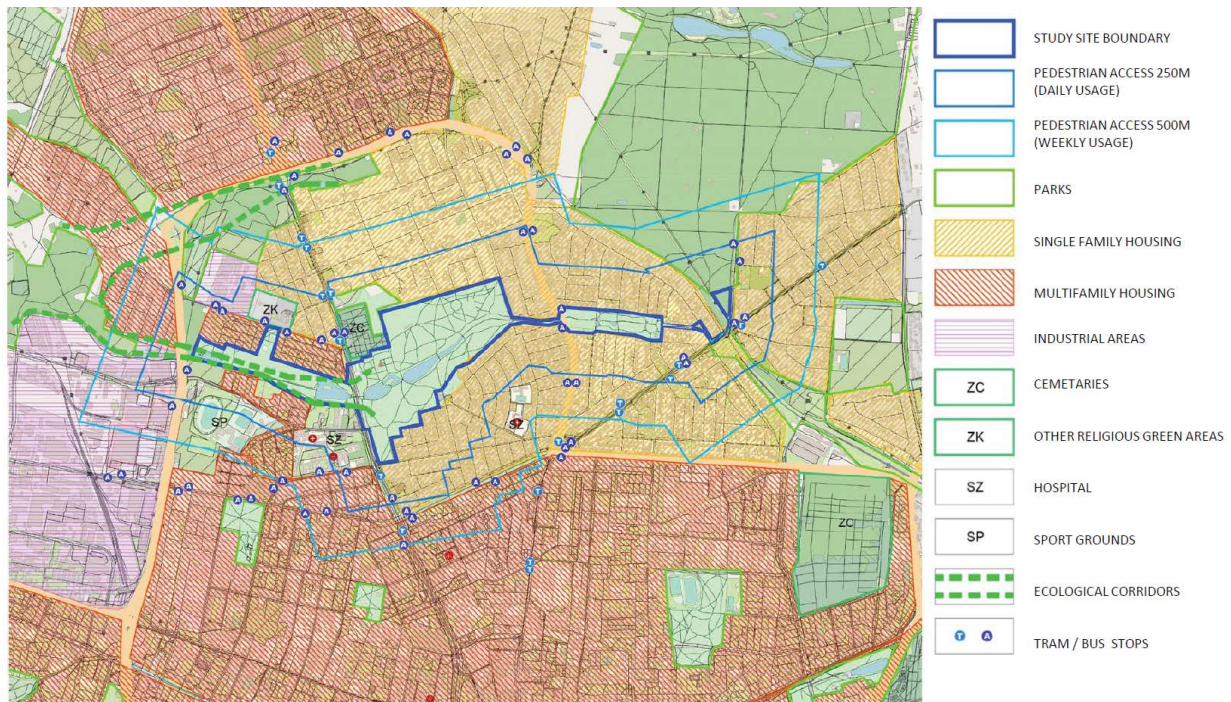 STUDY SITE BOUNDARY
PEDESTRIAN ACCESS 250M
(DAILY USAGE)
PEDESTRIAN ACCESS 500M
(WEEKLY USAGE)
PARKS
SINGLE FAMILY HOUSING
MULTIFAMILY HOUSING
INDUSTRIAL AREAS
ZC
CEMETARIES
ZK
OTHER RELIGIOUS GREEN AREAS
SZ
HOSPITAL
SP
SPORT GROUNDS
ECOLOGICAL CORRIDORS
T A
TRAM / BUS STOPS
ZK
ZC
SP
SZ
SZ
ZC